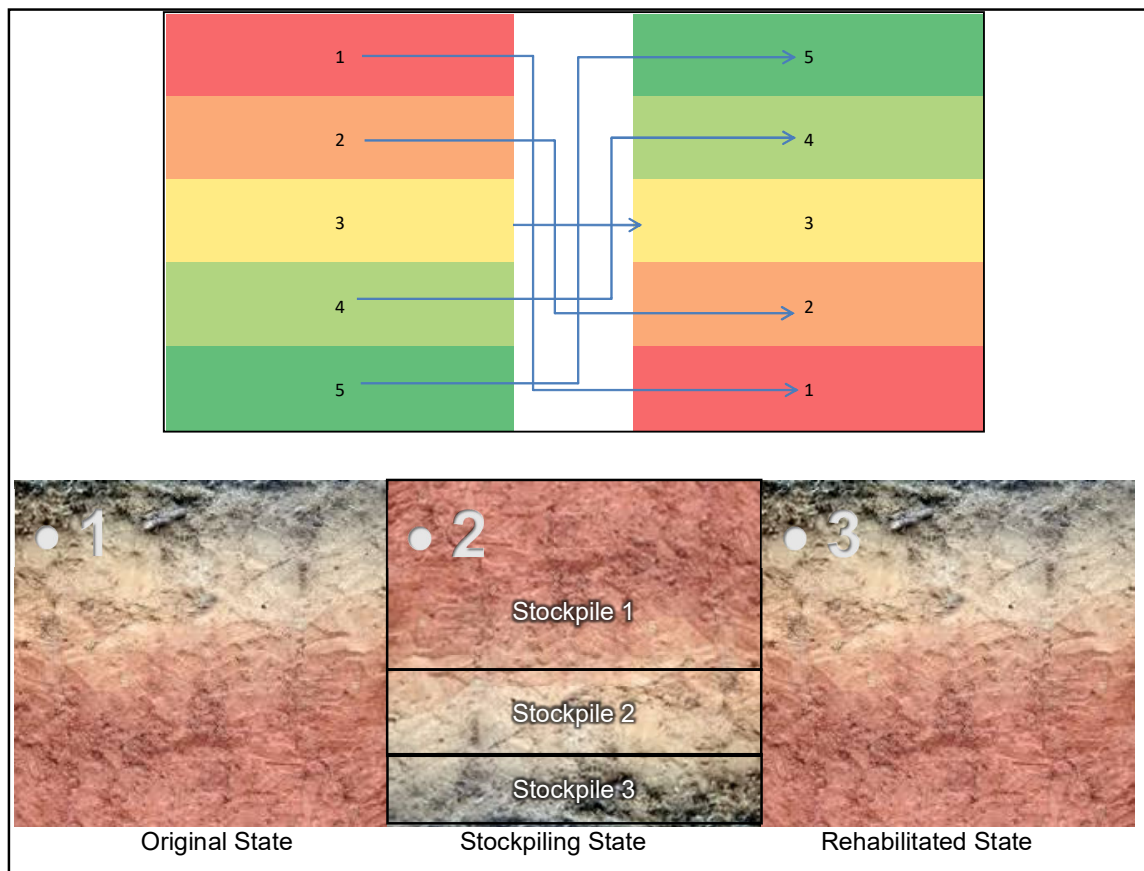 1 5
2 4
3 3
4 2
5 1
1 2 3
Stockpile 1
Stockpile 2
Stockpile 3
Original State Stockpiling State Rehabilitated State